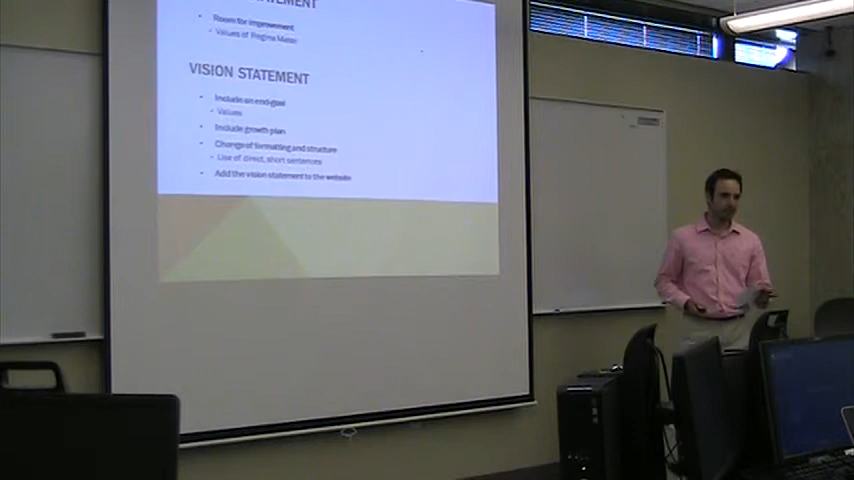 STATEMENT
- Room for improvement
- Values of Regina Mater
VISION STATEMENT
- Include an end-goal
- Values
- Include growth plan
- Change of formatting and structure
- Use of direct, short sentences
- Add the vision statement to the website